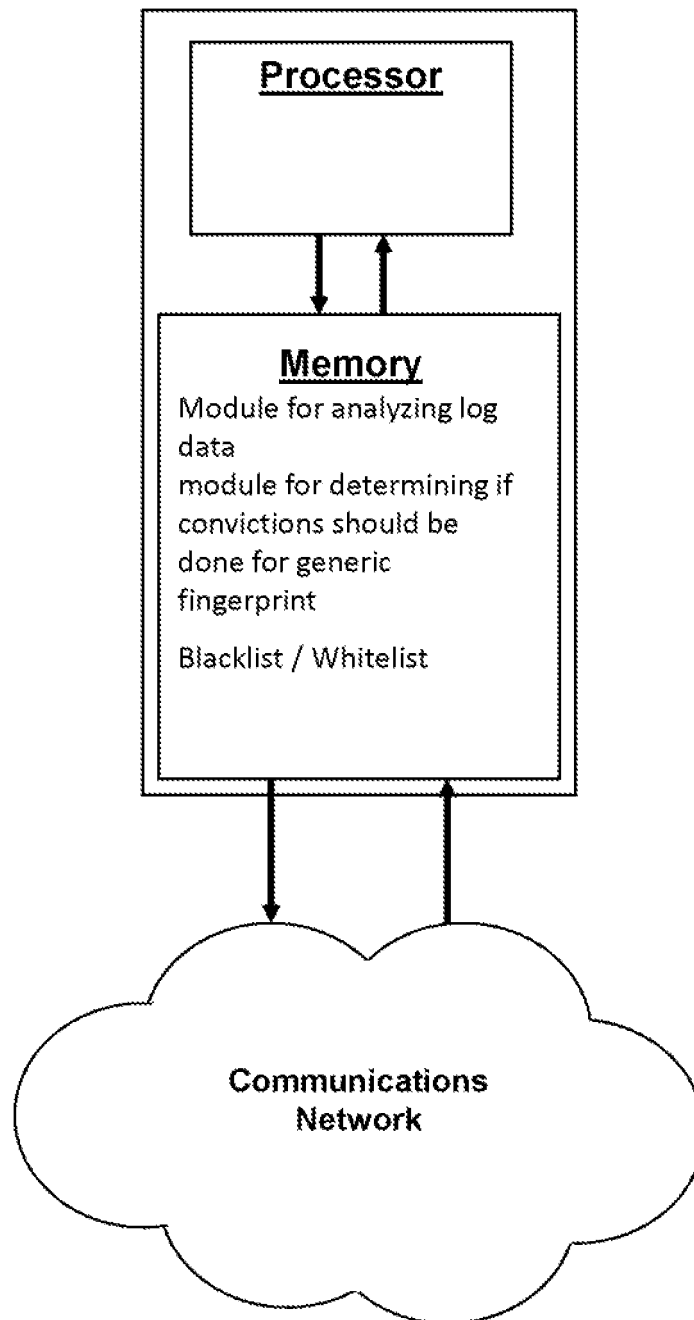 Processor
Memory
Module for analyzing log
data
module for determining if
convictions should be
done for generic
fingerprint
Blacklist / Whitelist
Communications
Network